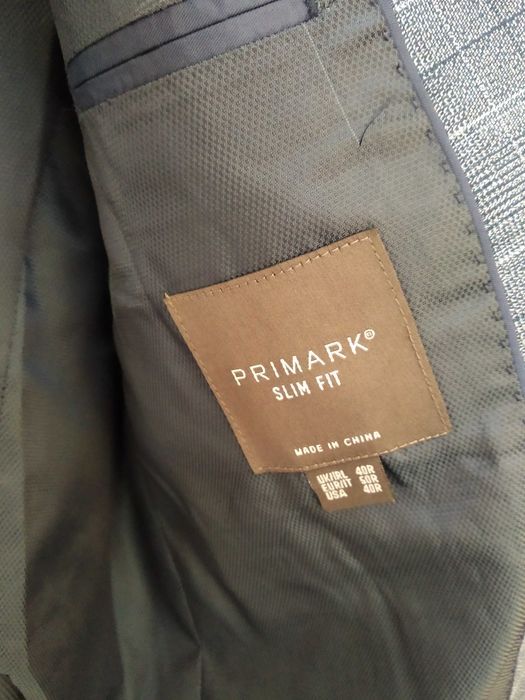 PRIMARK®
SLIM FIT
MADE IN CHINA
UK/IRL 40R
EUR/IT 50R
USA 40R